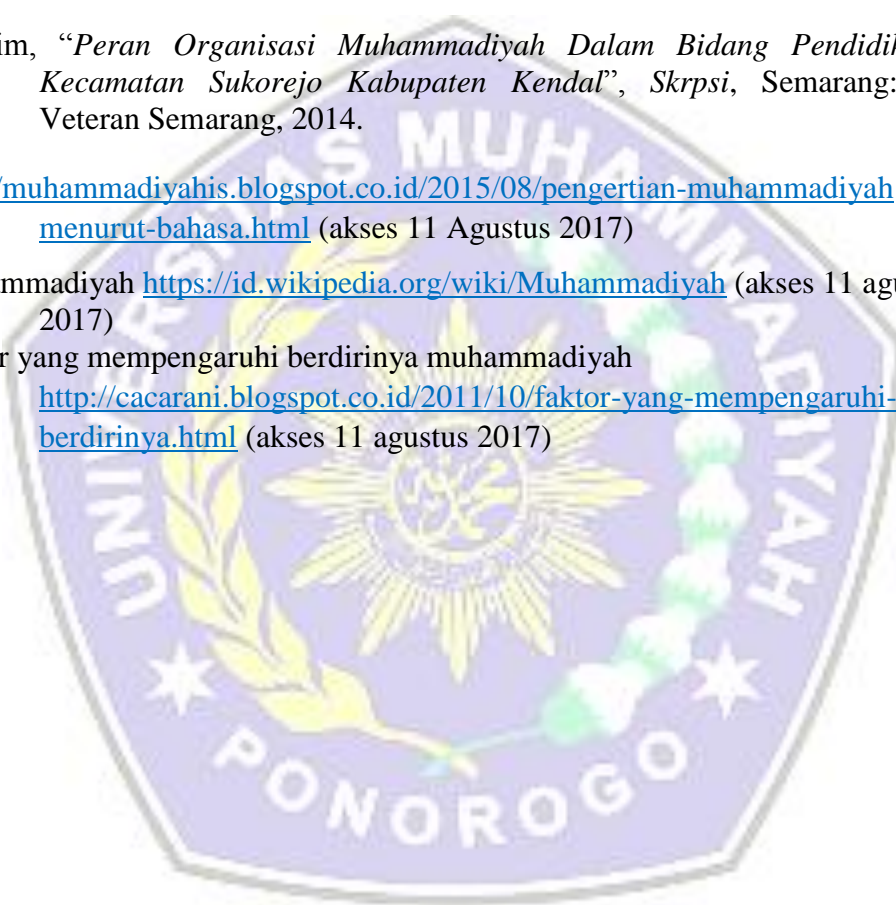 im, “Peran Organisasi Muhammadiyah Dalam Bidang Pendidi
Kecamatan Sukorejo Kabupaten Kendal”, Skrpsi, Semarang:
Veteran Semarang, 2014.
/muhammadiyahis.blogspot.co.id/2015/08/pengertian-muhammadiyah
menurut-bahasa.html (akses 11 Agustus 2017)
mmadiyah https://id.wikipedia.org/wiki/Muhammadiyah (akses 11 agu
2017)
r yang mempengaruhi berdirinya muhammadiyah
http://cacarani.blogspot.co.id/2011/10/faktor-yang-mempengaruhi-
berdirinya.html (akses 11 agustus 2017)
UNIVERSITAS MUHAMMADIYAH
PONOROGO